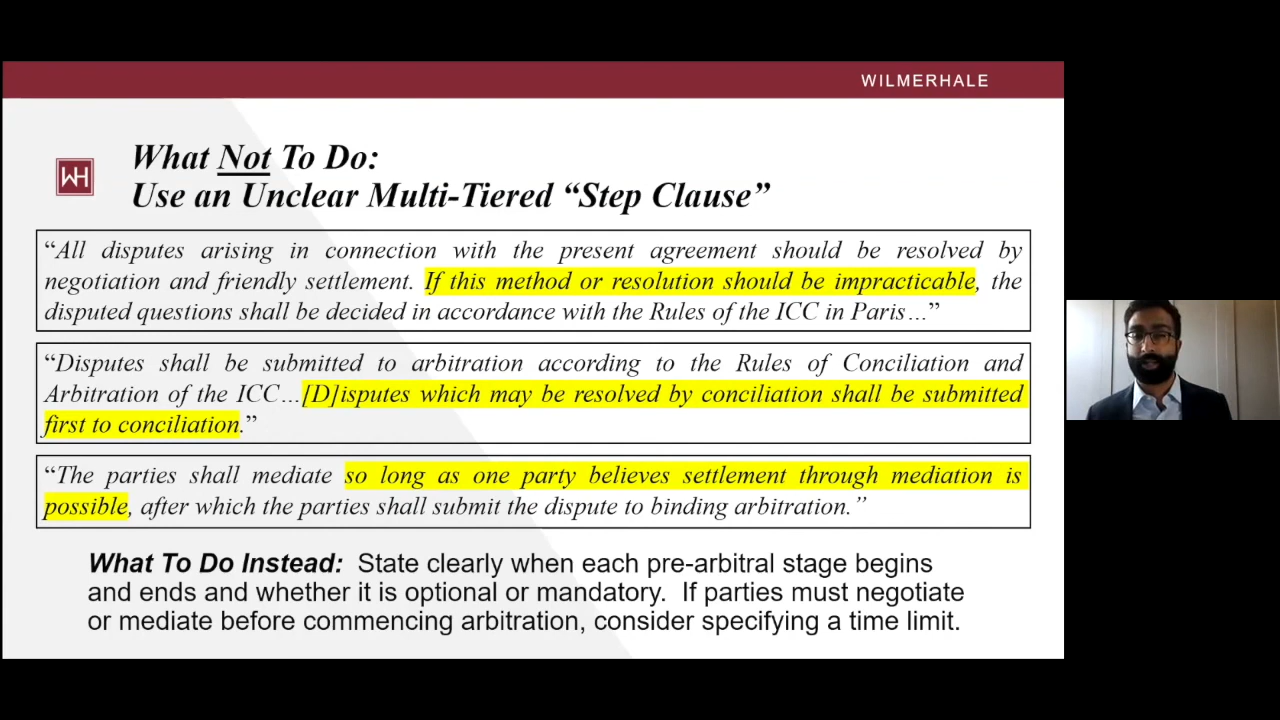 WILMERHALE
WH
What Not To Do:
Use an Unclear Multi-Tiered “Step Clause”
“All disputes arising in connection with the present agreement should be resolved by
negotiation and friendly settlement. If this method or resolution should be impracticable, the
disputed questions shall be decided in accordance with the Rules of the ICC in Paris…”
“Disputes shall be submitted to arbitration according to the Rules of Conciliation and
Arbitration of the ICC…[D]isputes which may be resolved by conciliation shall be submitted
first to conciliation.”
“The parties shall mediate so long as one party believes settlement through mediation is
possible, after which the parties shall submit the dispute to binding arbitration.”
What To Do Instead: State clearly when each pre-arbitral stage begins
and ends and whether it is optional or mandatory. If parties must negotiate
or mediate before commencing arbitration, consider specifying a time limit.